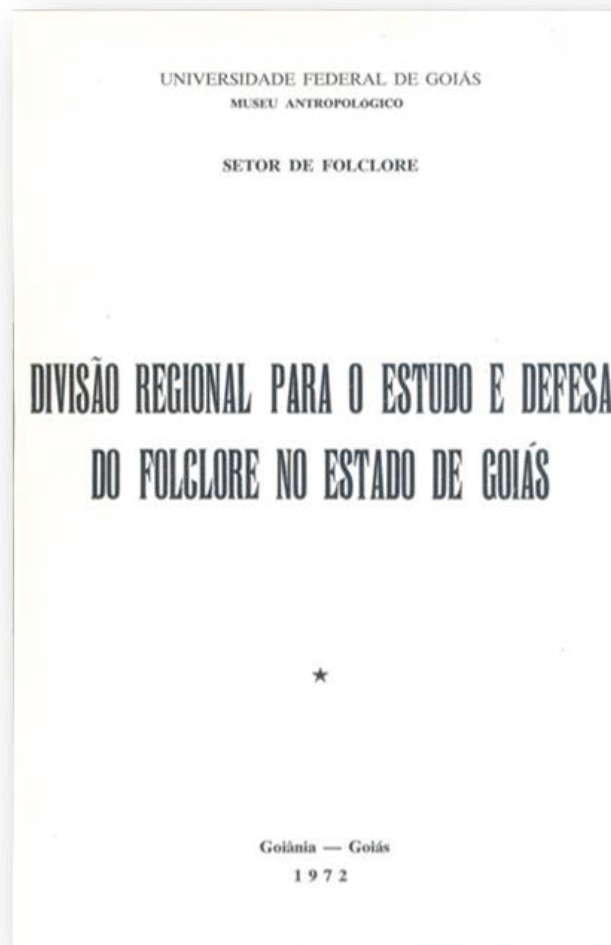 UNIVERSIDADE FEDERAL DE GOIÁS
MUSEU ANTROPOLÓGICO
SETOR DE FOLCLORE
DIVISÃO REGIONAL PARA O ESTUDO E DEFESA
DO FOLCLORE NO ESTADO DE GOIÁS
★
Goiânia — Goiás
1972